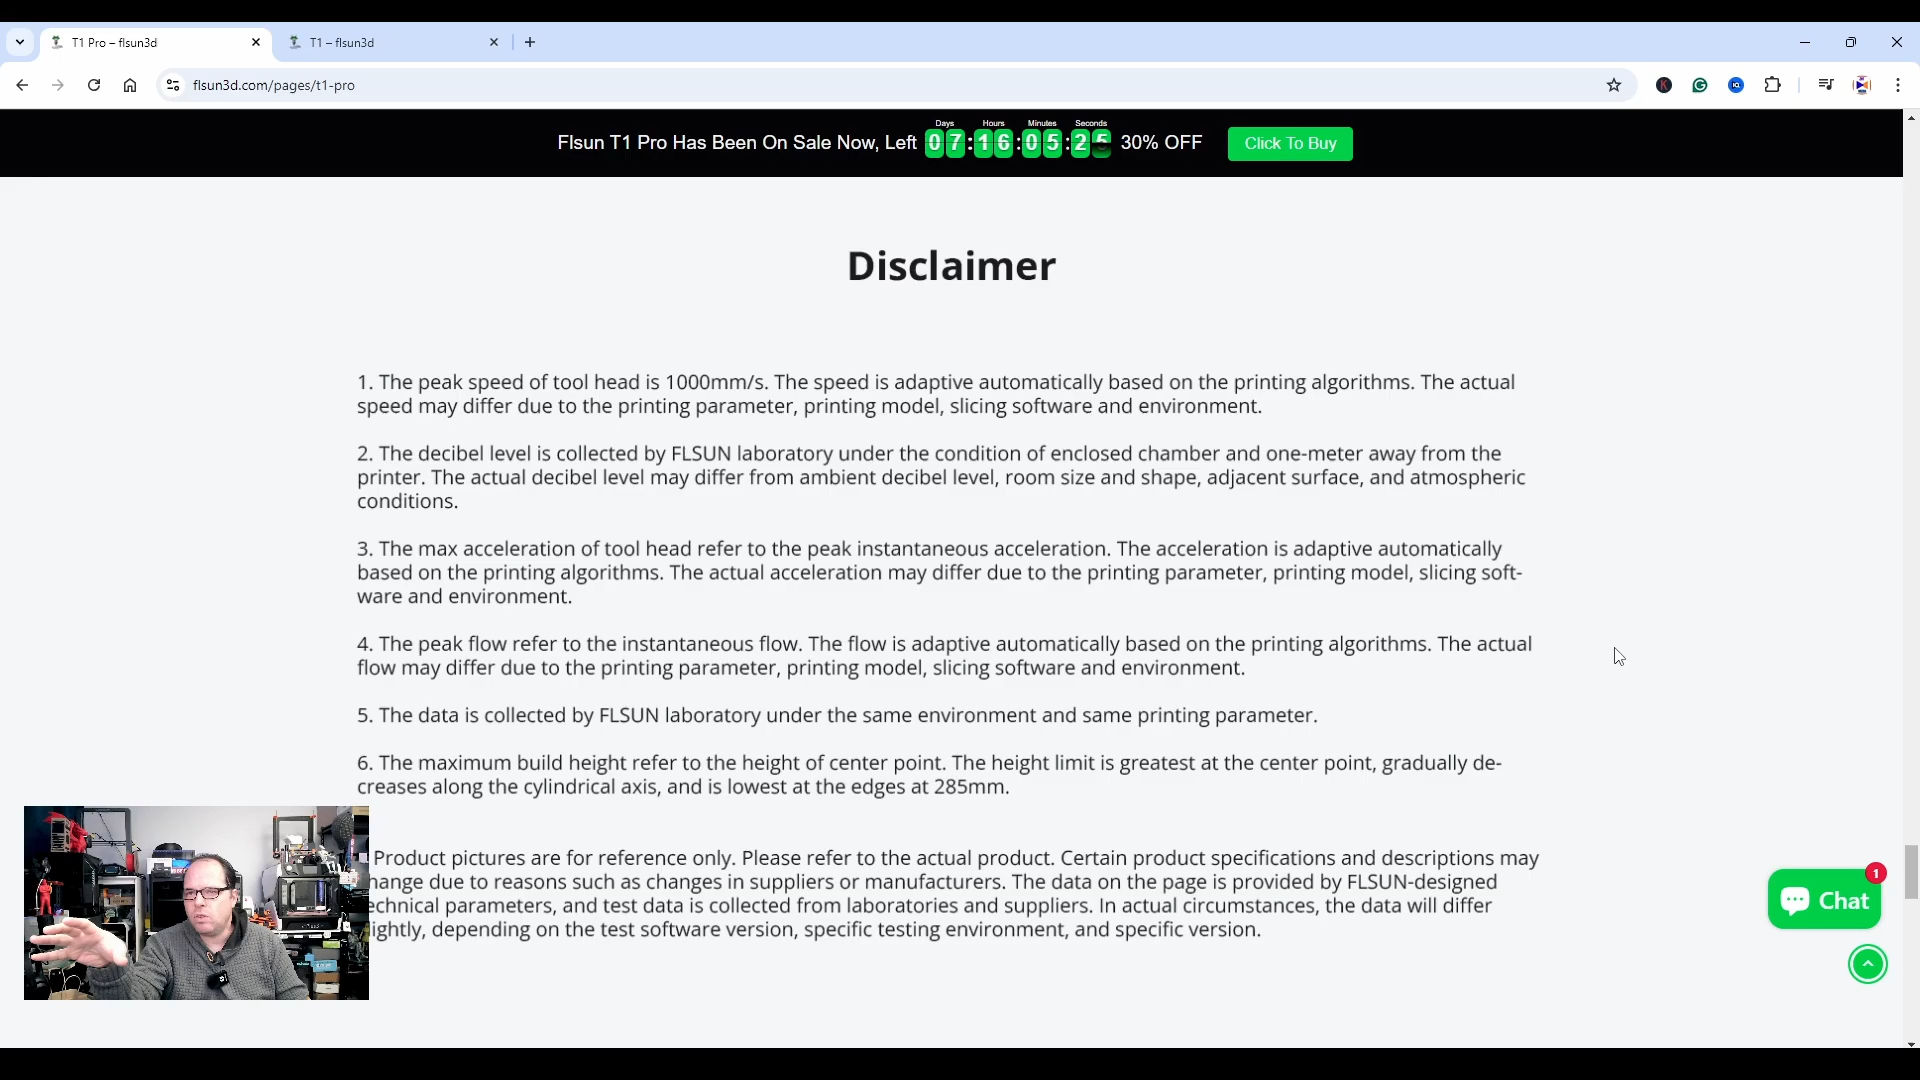 T1 Pro – flsun3d
T1 – flsun3d
flsun3d.com/pages/t1-pro
Days Hours Minutes Seconds
Flsun T1 Pro Has Been On Sale Now, Left 07:16:05:25 30% OFF
Click To Buy
Disclaimer
1. The peak speed of tool head is 1000mm/s. The speed is adaptive automatically based on the printing algorithms. The actual
speed may differ due to the printing parameter, printing model, slicing software and environment.
2. The decibel level is collected by FLSUN laboratory under the condition of enclosed chamber and one-meter away from the
printer. The actual decibel level may differ from ambient decibel level, room size and shape, adjacent surface, and atmospheric
conditions.
3. The max acceleration of tool head refer to the peak instantaneous acceleration. The acceleration is adaptive automatically
based on the printing algorithms. The actual acceleration may differ due to the printing parameter, printing model, slicing soft-
ware and environment.
4. The peak flow refer to the instantaneous flow. The flow is adaptive automatically based on the printing algorithms. The actual
flow may differ due to the printing parameter, printing model, slicing software and environment.
5. The data is collected by FLSUN laboratory under the same environment and same printing parameter.
6. The maximum build height refer to the height of center point. The height limit is greatest at the center point, gradually de-
creases along the cylindrical axis, and is lowest at the edges at 285mm.
Product pictures are for reference only. Please refer to the actual product. Certain product specifications and descriptions may
hange due to reasons such as changes in suppliers or manufacturers. The data on the page is provided by FLSUN-designed
echnical parameters, and test data is collected from laboratories and suppliers. In actual circumstances, the data will differ
ightly, depending on the test software version, specific testing environment, and specific version.
1
Chat